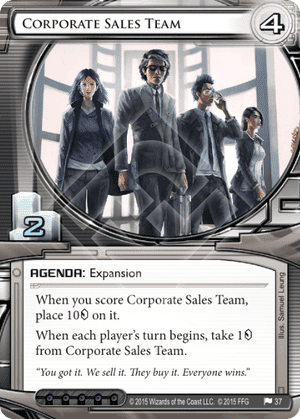 Corporate Sales Team
4
2
AGENDA: Expansion
When you score Corporate Sales Team,
place 10 on it.
When each player's turn begins, take 1
from Corporate Sales Team.
"You got it. We sell it. They buy it. Everyone wins."
Illus. Samuel Leung
© 2015 Wizards of the Coast LLC. © 2015 FFG 37